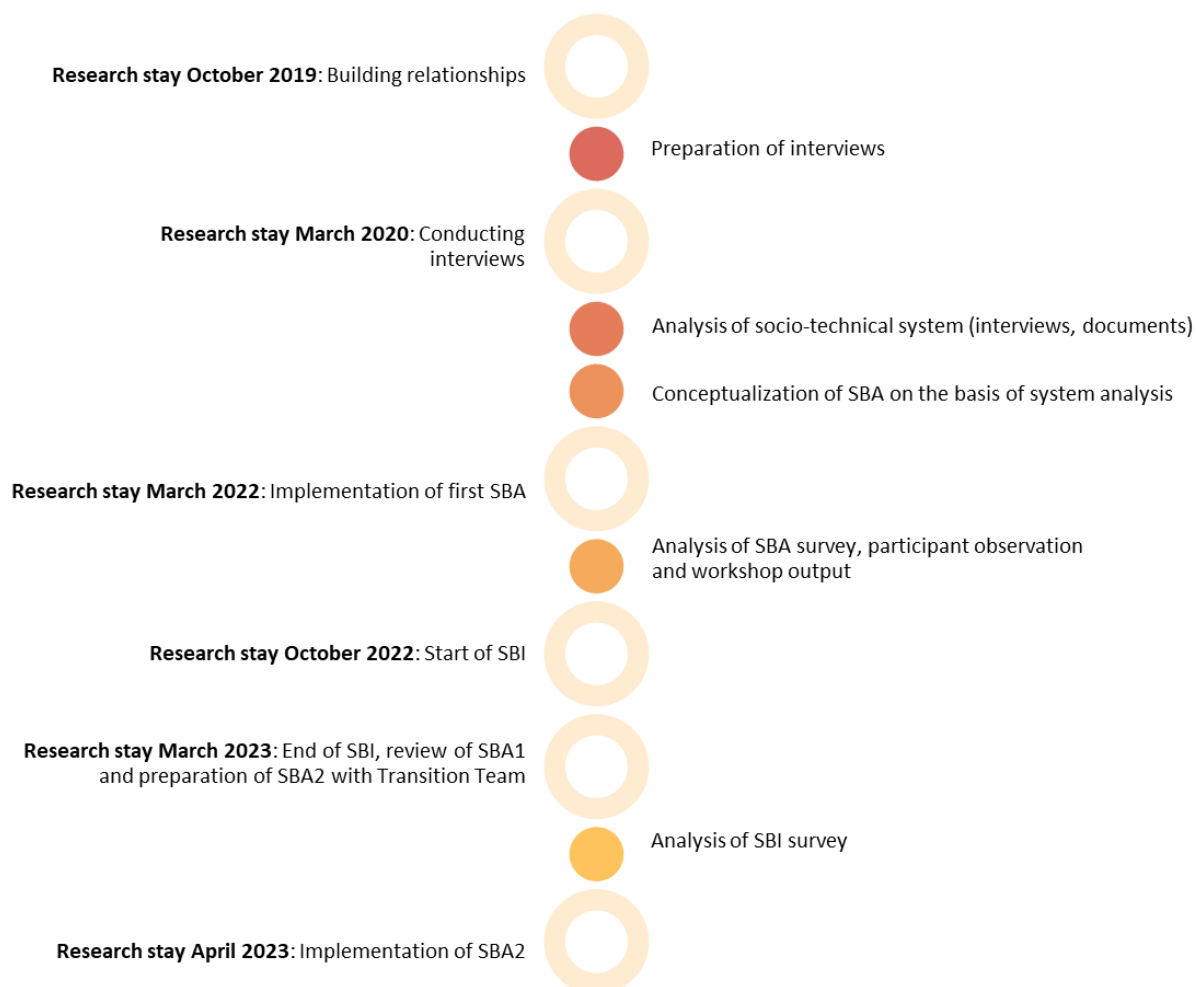 Research stay October 2019: Building relationships
Preparation of interviews
Research stay March 2020: Conducting
interviews
Analysis of socio-technical system (interviews, documents)
Conceptualization of SBA on the basis of system analysis
Research stay March 2022: Implementation of first SBA
Analysis of SBA survey, participant observation
and workshop output
Research stay October 2022: Start of SBI
Research stay March 2023: End of SBI, review of SBA1
and preparation of SBA2 with Transition Team
Analysis of SBI survey
Research stay April 2023: Implementation of SBA2